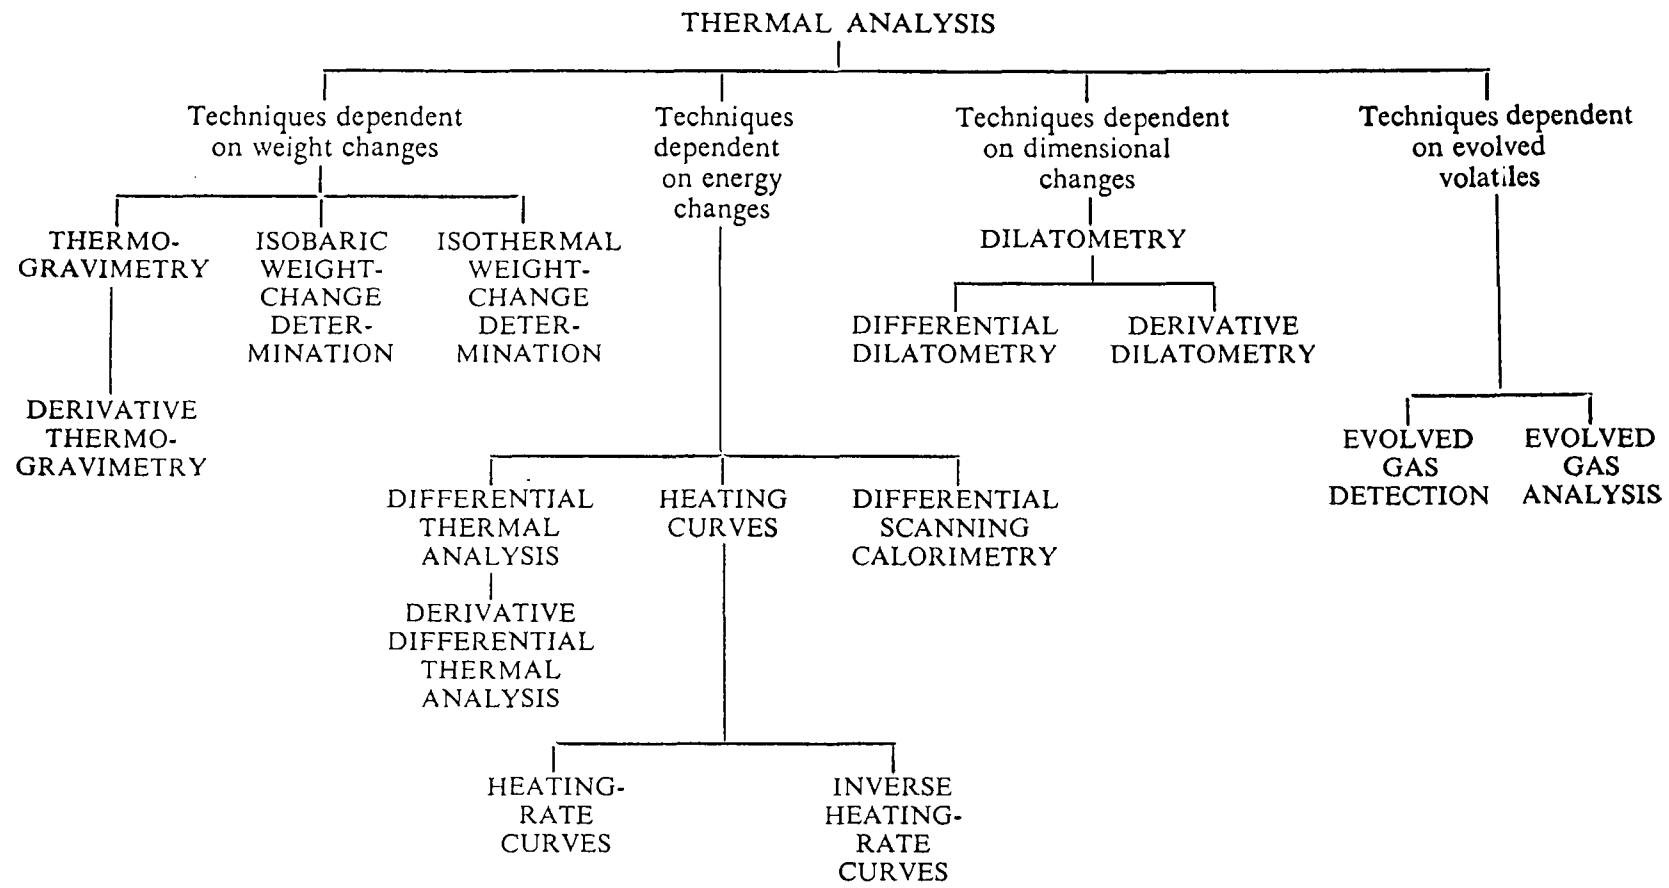 THERMAL ANALYSIS
Techniques dependent
on weight changes
Techniques
dependent
on energy
changes
Techniques dependent
on dimensional
changes
Techniques dependent
on evolved
volatiles
THERMO-
GRAVIMETRY
ISOBARIC
WEIGHT-
CHANGE
DETER-
MINATION
ISOTHERMAL
WEIGHT-
CHANGE
DETER-
MINATION
DILATOMETRY
DIFFERENTIAL
DILATOMETRY
DERIVATIVE
DILATOMETRY
DERIVATIVE
THERMO-
GRAVIMETRY
EVOLVED
GAS
DETECTION
EVOLVED
GAS
ANALYSIS
DIFFERENTIAL
THERMAL
ANALYSIS
HEATING
CURVES
DIFFERENTIAL
SCANNING
CALORIMETRY
DERIVATIVE
DIFFERENTIAL
THERMAL
ANALYSIS
HEATING-
RATE
CURVES
INVERSE
HEATING-
RATE
CURVES